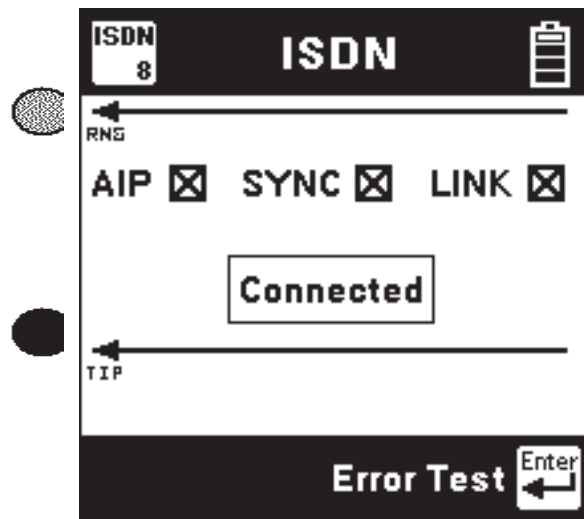 ISDN
8
ISDN
RNG
AIP SYNC LINK
Connected
TIP
Error Test Enter